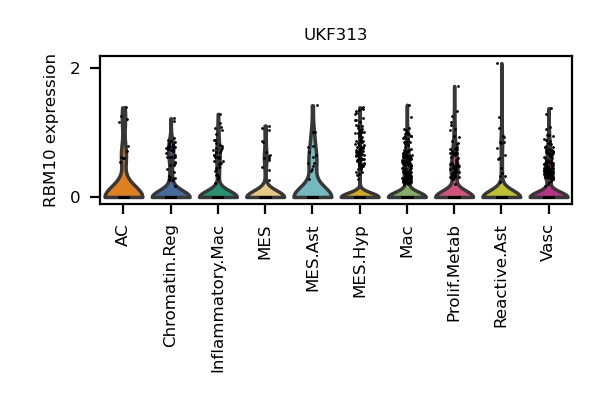 UKF313
RBM10 expression
2
0
AC
Chromatin.Reg
Inflammatory.Mac
MES
MES.Ast
MES.Hyp
Mac
Prolif.Metab
Reactive.Ast
Vasc